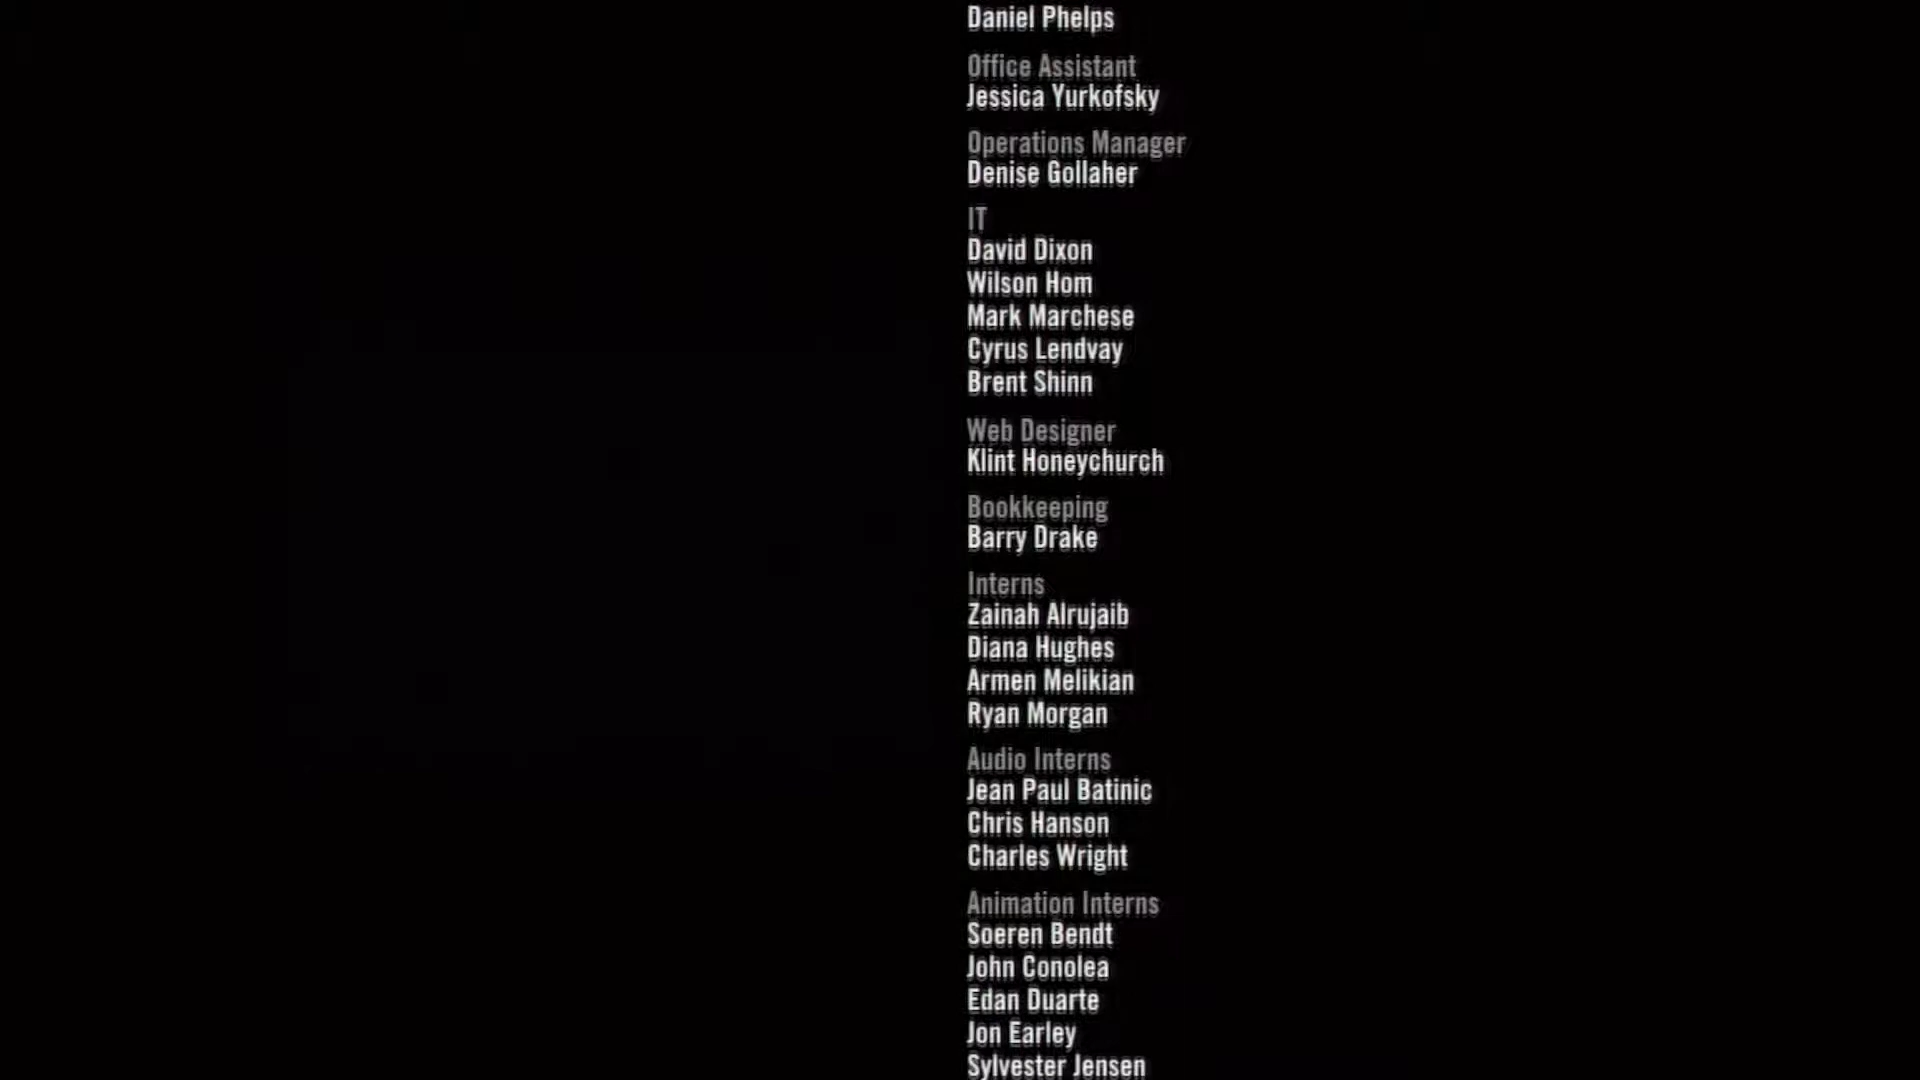 Daniel Phelps
Office Assistant
Jessica Yurkofsky
Operations Manager
Denise Gollaher
IT
David Dixon
Wilson Hom
Mark Marchese
Cyrus Lendvay
Brent Shinn
Web Designer
Klint Honeychurch
Bookkeeping
Barry Drake
Interns
Zainah Alrujaib
Diana Hughes
Armen Melikian
Ryan Morgan
Audio Interns
Jean Paul Batinic
Chris Hanson
Charles Wright
Animation Interns
Soeren Bendt
John Conolea
Edan Duarte
Jon Earley
Sylvester Jensen